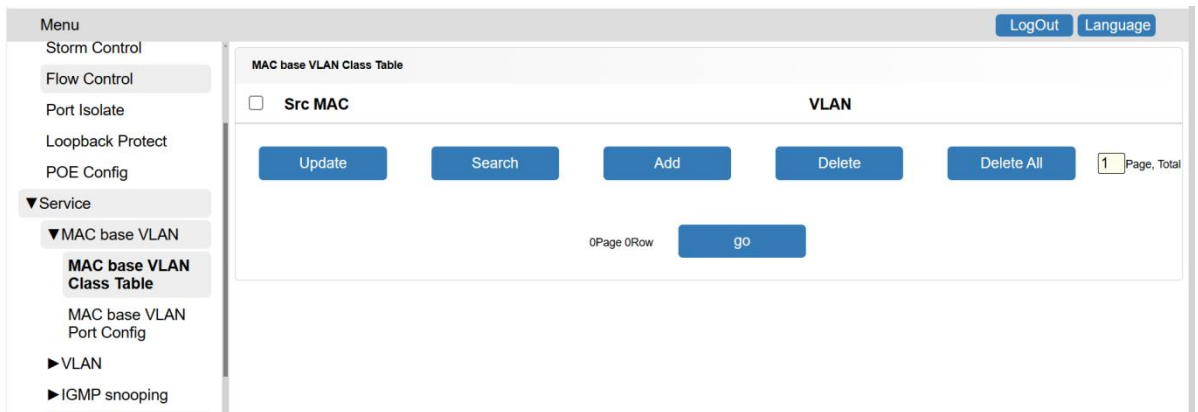 Menu
LogOut
Language
Storm Control
Flow Control
Port Isolate
Loopback Protect
POE Config
▼Service
▼MAC base VLAN
MAC base VLAN
Class Table
MAC base VLAN
Port Config
►VLAN
►IGMP snooping
MAC base VLAN Class Table
Src MAC
VLAN
Update
Search
Add
Delete
Delete All
1 Page, Total
0Page 0Row
go